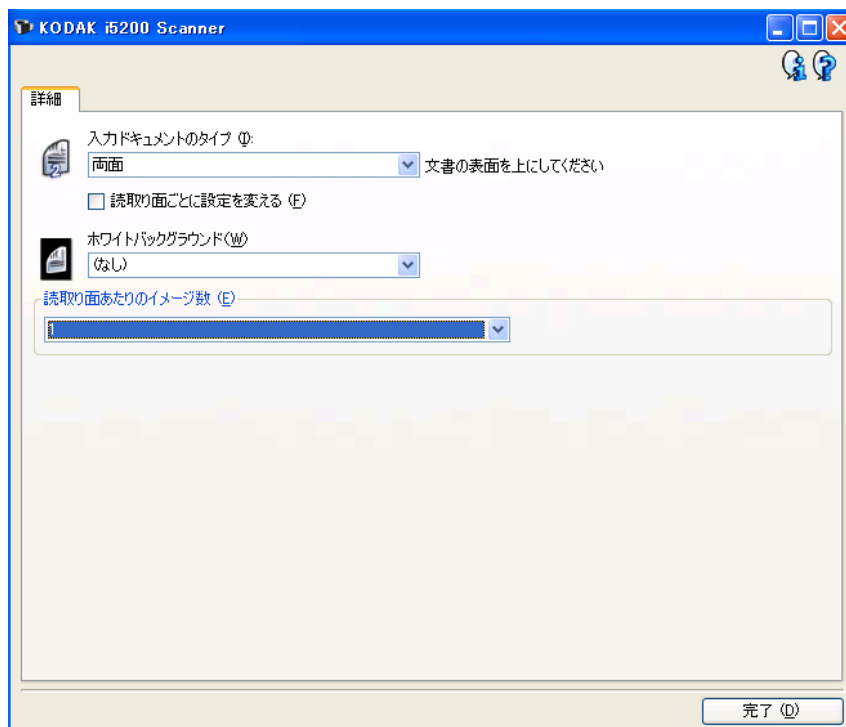 KODAK i5200 Scanner
詳細
入力ドキュメントのタイプ (I):
両面
文書の表面を上にしてください
読取り面ごとに設定を変える (F)
ホワイトバックグラウンド(W)
(なし)
読取り面あたりのイメージ数 (E)
1
完了 (D)